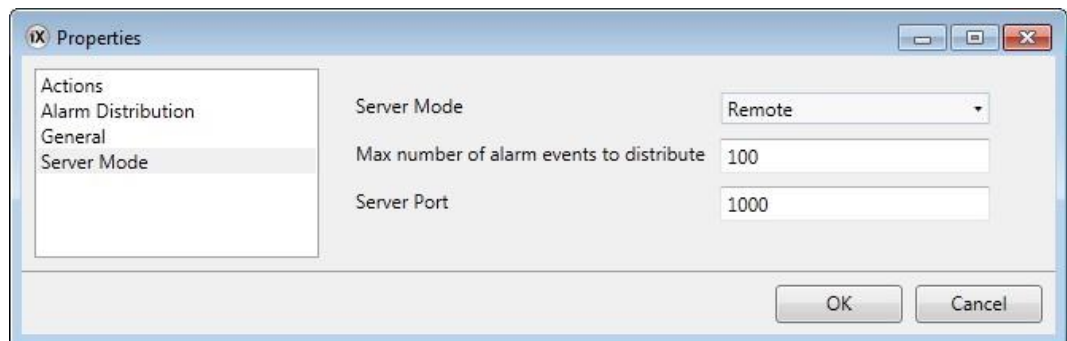 iX Properties
Actions
Alarm Distribution
General
Server Mode
Server Mode Remote
Max number of alarm events to distribute 100
Server Port 1000
OK Cancel